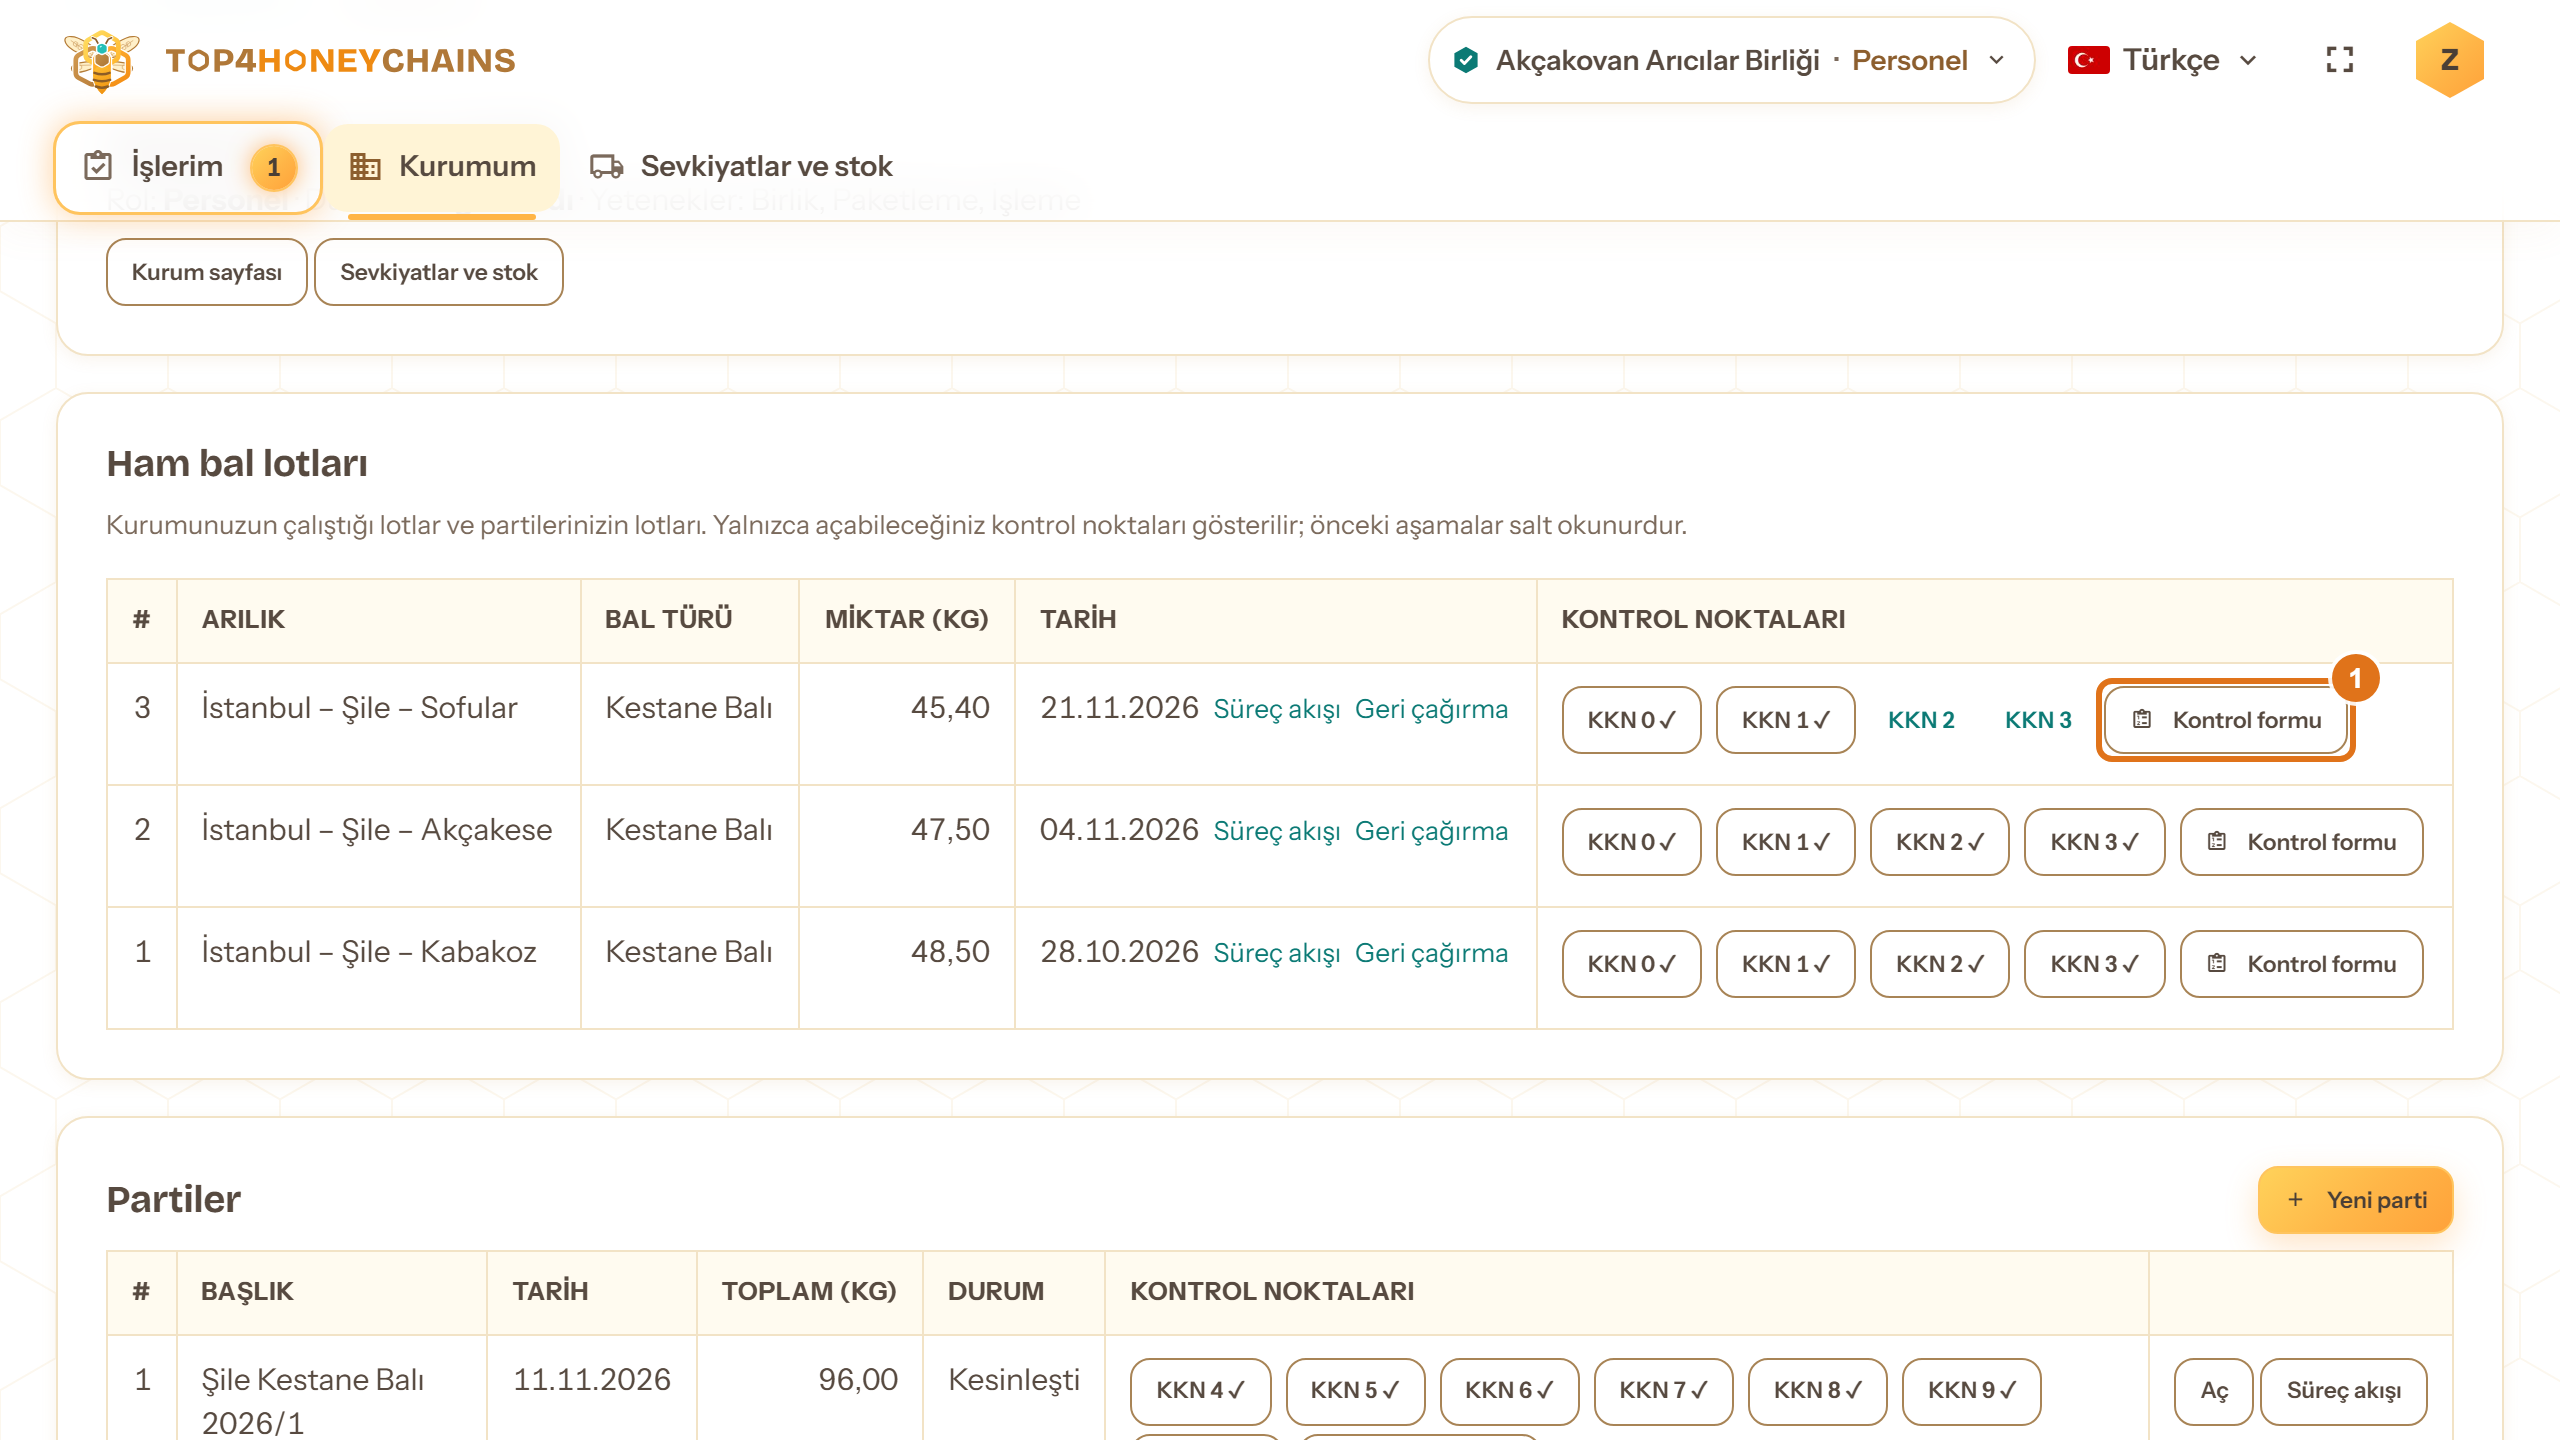 TOP4HONEYCHAINS
Akçakovan Arıcılar Birliği · Personel
Türkçe
Z
İşlerim 1
Kurumum
Sevkiyatlar ve stok
Rol: Personel Yetenekler: Birlik, Paketleme, İşleme
Kurum sayfası
Sevkiyatlar ve stok
Ham bal lotları
Kurumunuzun çalıştığı lotlar ve partilerinizin lotları. Yalnızca açabileceğiniz kontrol noktaları gösterilir; önceki aşamalar salt okunurdur.
# ARILIK BAL TÜRÜ MİKTAR (KG) TARİH KONTROL NOKTALARI
1
3 İstanbul – Şile – Sofular Kestane Balı 45,40 21.11.2026 Süreç akışı Geri çağırma KKN 0 ✓ KKN 1 ✓ KKN 2 KKN 3 Kontrol formu
2 İstanbul – Şile – Akçakese Kestane Balı 47,50 04.11.2026 Süreç akışı Geri çağırma KKN 0 ✓ KKN 1 ✓ KKN 2 ✓ KKN 3 ✓ Kontrol formu
1 İstanbul – Şile – Kabakoz Kestane Balı 48,50 28.10.2026 Süreç akışı Geri çağırma KKN 0 ✓ KKN 1 ✓ KKN 2 ✓ KKN 3 ✓ Kontrol formu
Partiler
+ Yeni parti
# BAŞLIK TARİH TOPLAM (KG) DURUM KONTROL NOKTALARI
1 Şile Kestane Balı 11.11.2026 96,00 Kesinleşti KKN 4 ✓ KKN 5 ✓ KKN 6 ✓ KKN 7 ✓ KKN 8 ✓ KKN 9 ✓ Aç Süreç akışı
2026/1